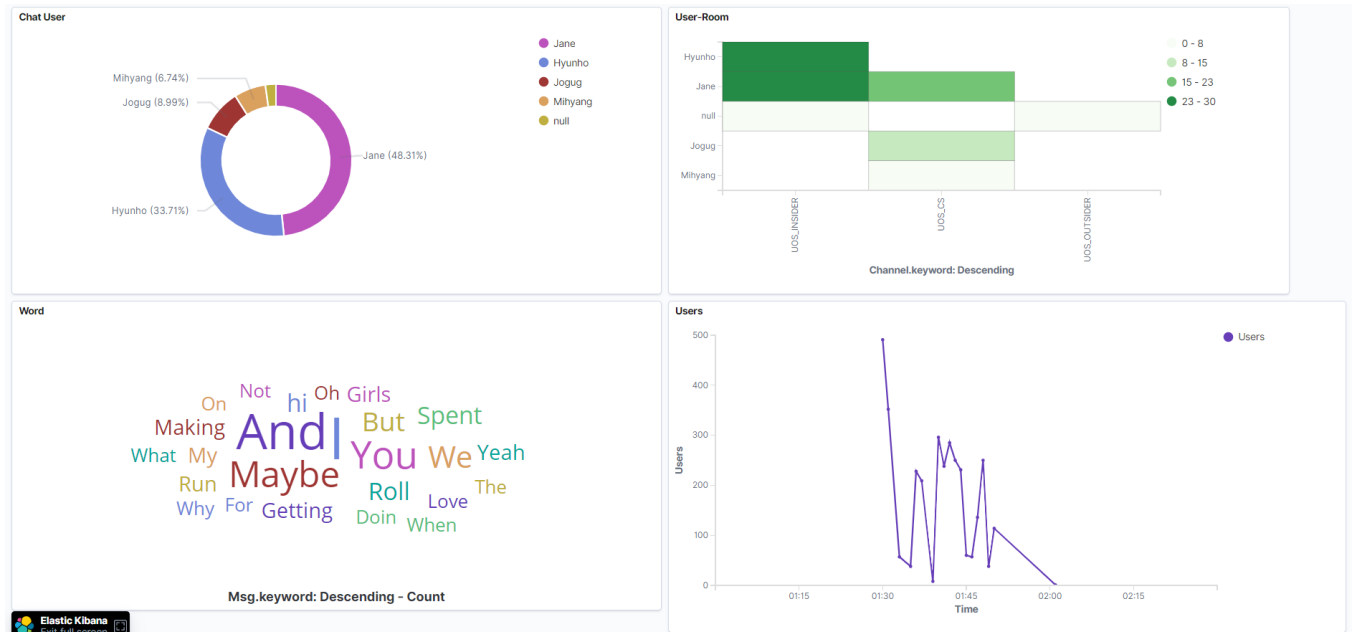 Chat User
Jane
Hyunho
Jogug
Mihyang
null
Mihyang (6.74%)
Jogug (8.99%)
Jane (48.31%)
Hyunho (33.71%)
User-Room
Hyunho
Jane
null
Jogug
Mihyang
UOS_INSIDER
UOS_CS
UOS_OUTSIDER
Channel.keyword: Descending
0 - 8
8 - 15
15 - 23
23 - 30
Word
Not
hi
Oh
Girls
On
Making
And
I
But
Spent
What
My
Maybe
You
We
Yeah
Run
Roll
Love
The
Why
For
Getting
Doin
When
Msg.keyword: Descending - Count
Elastic Kibana
Exit full screen
Users
Users
500
400
300
200
100
0
Users
01:15
01:30
01:45
02:00
02:15
Time